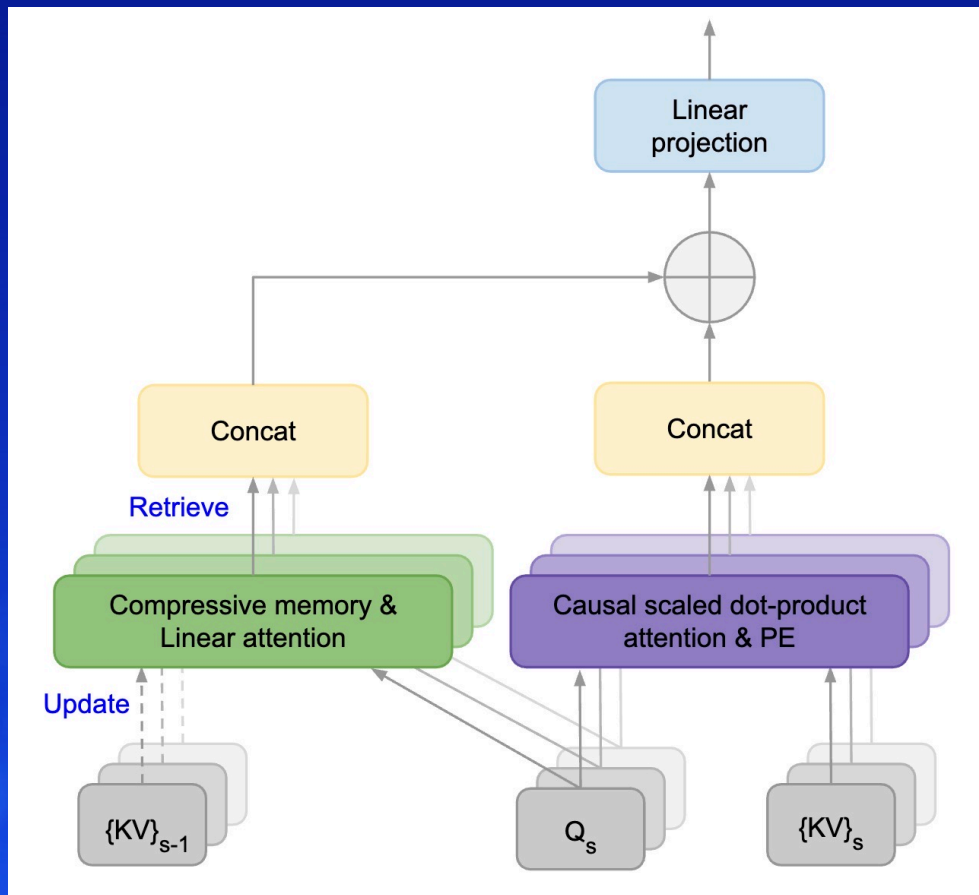 Linear
projection
Concat
Concat
Retrieve
Compressive memory &
Linear attention
Causal scaled dot-product
attention & PE
Update
{KV}s-1
Qs
{KV}s